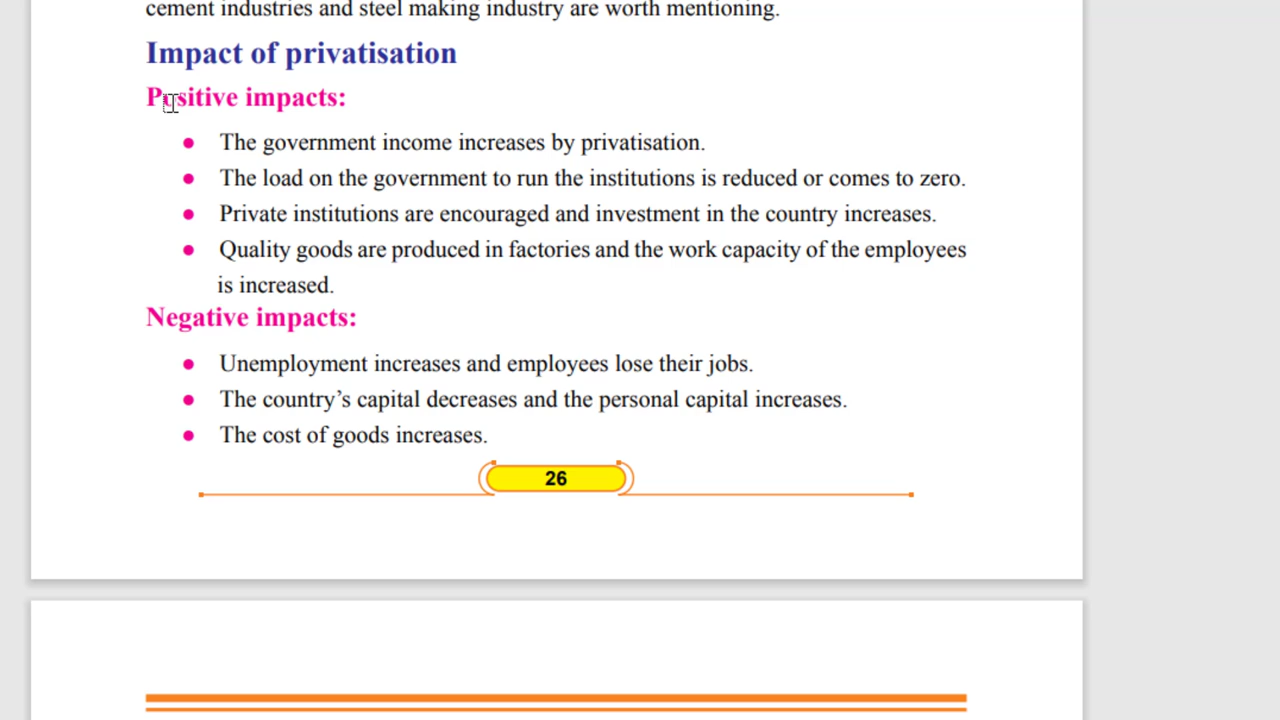 cement industries and steel making industry are worth mentioning.
Impact of privatisation
Positive impacts:
● The government income increases by privatisation.
● The load on the government to run the institutions is reduced or comes to zero.
● Private institutions are encouraged and investment in the country increases.
● Quality goods are produced in factories and the work capacity of the employees
is increased.
Negative impacts:
● Unemployment increases and employees lose their jobs.
● The country’s capital decreases and the personal capital increases.
● The cost of goods increases.
26